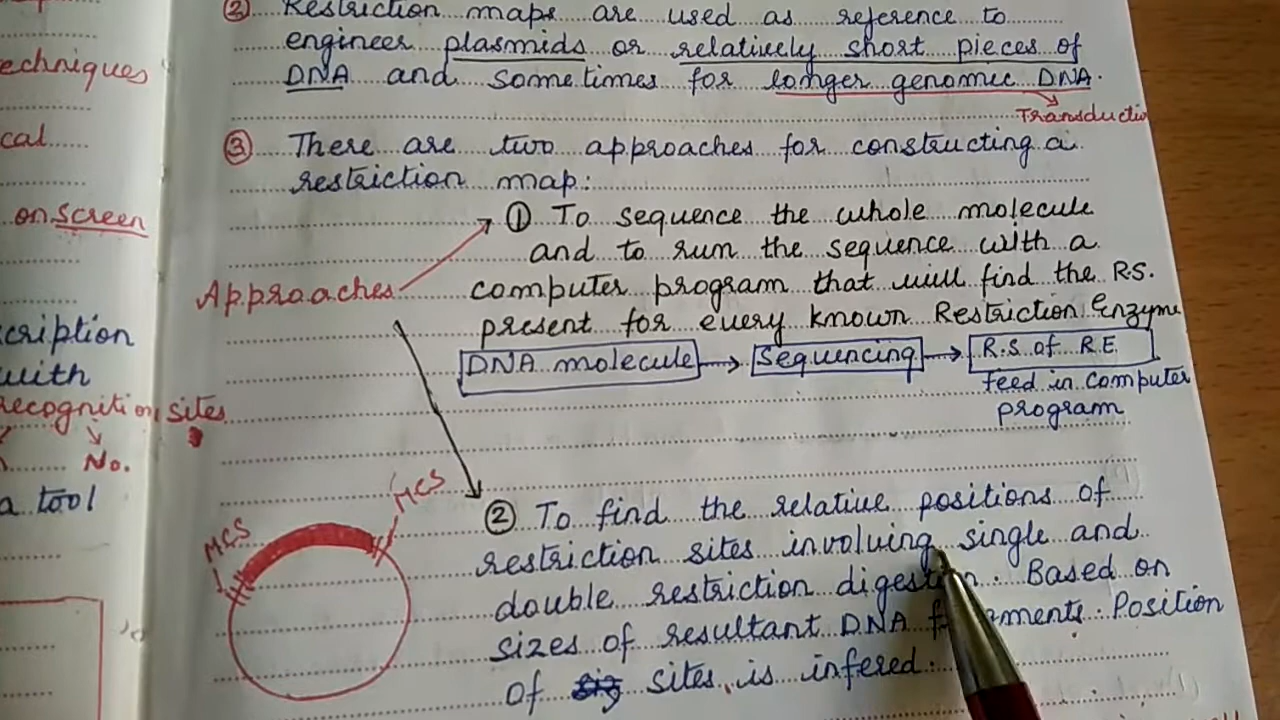 ② Restriction maps are used as reference to
engineer plasmids or relatively short pieces of
DNA and sometimes for longer genomic DNA.
echniques
cal
on screen
cription
with
recognition sites
No.
a tool
③ There are two approaches for constructing a
restriction map:
Approaches
① To sequence the whole molecule
and to run the sequence with a
computer program that will find the R.S.
present for every known Restriction Enzyme
DNA molecule → Sequencing → R.S of R.E
feed in computer
program
MCS
MCS
② To find the relative positions of
restriction sites involving single and
double restriction digestion. Based on
sizes of resultant DNA Position
of sites, is infered.